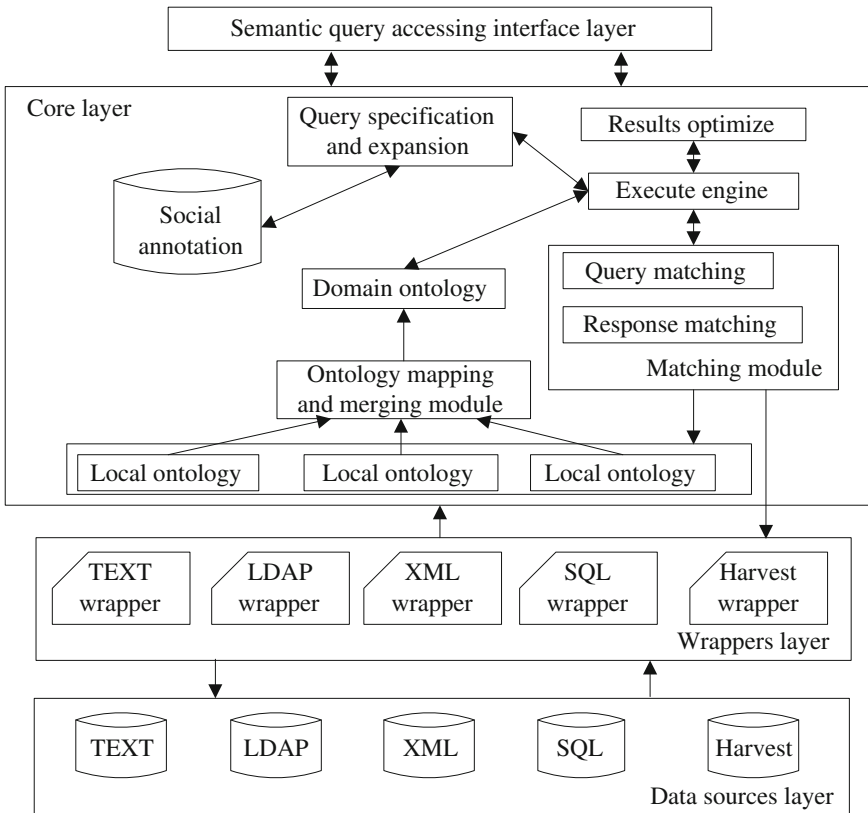 Semantic query accessing interface layer
Core layer
Query specification
and expansion
Results optimize
Social
annotation
Execute engine
Domain ontology
Query matching
Response matching
Matching module
Ontology mapping
and merging module
Local ontology
Local ontology
Local ontology
TEXT
wrapper
LDAP
wrapper
XML
wrapper
SQL
wrapper
Harvest
wrapper
Wrappers layer
TEXT
LDAP
XML
SQL
Harvest
Data sources layer